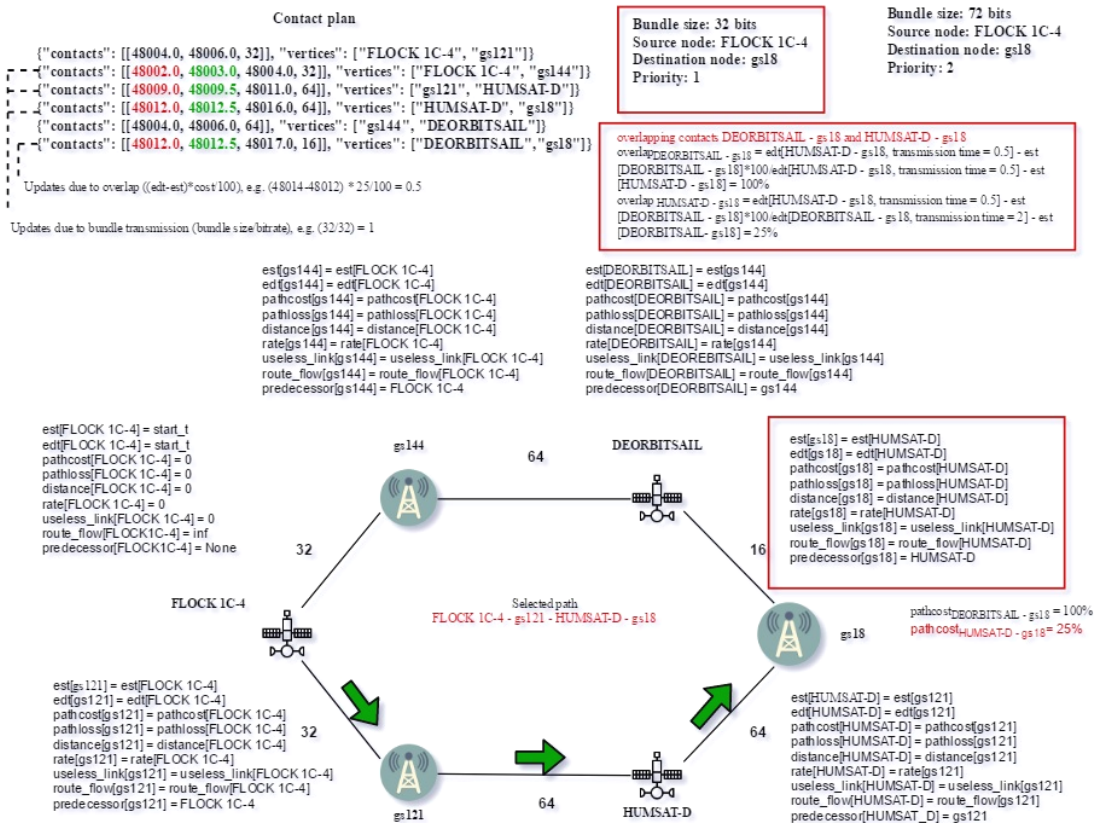 Contact plan
{"contacts": [[48004.0, 48006.0, 32]], "vertices": ["FLOCK 1C-4", "gs121"]}
{"contacts": [[48002.0, 48003.0, 48004.0, 32]], "vertices": ["FLOCK 1C-4", "gs144"]}
{"contacts": [[48009.0, 48009.5, 48011.0, 64]], "vertices": ["gs121", "HUMSAT-D"]}
{"contacts": [[48012.0, 48012.5, 48016.0, 64]], "vertices": ["HUMSAT-D", "gs18"]}
{"contacts": [[48004.0, 48006.0, 64]], "vertices": ["gs144", "DEORBITSAIL"]}
{"contacts": [[48012.0, 48012.5, 48017.0, 16]], "vertices": ["DEORBITSAIL","gs18"]}
Updates due to overlap ((edt-est)*cost/100), e.g. (48014-48012) * 25/100 = 0.5
Updates due to bundle transmission (bundle size/bitrate), e.g. (32/32) = 1
Bundle size: 32 bits
Source node: FLOCK 1C-4
Destination node: gs18
Priority: 1
Bundle size: 72 bits
Source node: FLOCK 1C-4
Destination node: gs18
Priority: 2
overlapping contacts DEORBITSAIL - gs18 and HUMSAT-D - gs18
overlapDEORBITSAIL - gs18 = edt[HUMSAT-D - gs18, transmission time = 0.5] - est
[DEORBITSAIL - gs18]*100/edt[HUMSAT-D - gs18, transmission time = 0.5] - est
[HUMSAT-D - gs18] = 100%
overlap HUMSAT-D - gs18 = edt[HUMSAT-D - gs18, transmission time = 0.5] - est
[DEORBITSAIL - gs18]*100/edt[DEORBITSAIL - gs18, transmission time = 2] - est
[DEORBITSAIL- gs18] = 25%
est[gs144] = est[FLOCK 1C-4]
edt[gs144] = edt[FLOCK 1C-4]
pathcost[gs144] = pathcost[FLOCK 1C-4]
pathloss[gs144] = pathloss[FLOCK 1C-4]
distance[gs144] = distance[FLOCK 1C-4]
rate[gs144] = rate[FLOCK 1C-4]
useless_link[gs144] = useless_link[FLOCK 1C-4]
route_flow[gs144] = route_flow[FLOCK 1C-4]
predecessor[gs144] = FLOCK 1C-4
est[DEORBITSAIL] = est[gs144]
edt[DEORBITSAIL] = edt[gs144]
pathcost[DEORBITSAIL] = pathcost[gs144]
pathloss[DEORBITSAIL] = pathloss[gs144]
distance[DEORBITSAIL] = distance[gs144]
rate[DEORBITSAIL] = rate[gs144]
useless_link[DEOREBITSAIL] = useless_link[gs144]
route_flow[DEORBITSAIL] = route_flow[gs144]
predecessor[DEORBITSAIL] = gs144
est[FLOCK 1C-4] = start_t
edt[FLOCK 1C-4] = start_t
pathcost[FLOCK 1C-4] = 0
pathloss[FLOCK 1C-4] = 0
distance[FLOCK 1C-4] = 0
rate[FLOCK 1C-4] = 0
useless_link[FLOCK 1C-4] = 0
route_flow[FLOCK1C-4] = inf
predecessor[FLOCK1C-4] = None
gs144
64
DEORBITSAIL
est[gs18] = est[HUMSAT-D]
edt[gs18] = edt[HUMSAT-D]
pathcost[gs18] = pathcost[HUMSAT-D]
pathloss[gs18] = pathloss[HUMSAT-D]
distance[gs18] = distance[HUMSAT-D]
rate[gs18] = rate[HUMSAT-D]
useless_link[gs18] = useless_link[HUMSAT-D]
route_flow[gs18] = route_flow[HUMSAT-D]
predecessor[gs18] = HUMSAT-D
32
16
FLOCK 1C-4
Selected path
FLOCK 1C-4 - gs121 - HUMSAT-D - gs18
gs18
pathcostDEORBITSAIL - gs18 = 100%
pathcostHUMSAT-D - gs18 = 25%
est[gs121] = est[FLOCK 1C-4]
edt[gs121] = edt[FLOCK 1C-4]
pathcost[gs121] = pathcost[FLOCK 1C-4]
pathloss[gs121] = pathloss[FLOCK 1C-4]
distance[gs121] = distance[FLOCK 1C-4]
rate[gs121] = rate[FLOCK 1C-4]
useless_link[gs121] = useless_link[FLOCK 1C-4]
route_flow[gs121] = route_flow[FLOCK 1C-4]
predecessor[gs121] = FLOCK 1C-4
32
gs121
64
HUMSAT-D
64
est[HUMSAT-D] = est[gs121]
edt[HUMSAT-D] = edt[gs121]
pathcost[HUMSAT-D] = pathcost[gs121]
pathloss[HUMSAT-D] = pathloss[gs121]
distance[HUMSAT-D] = distance[gs121]
rate[HUMSAT-D] = rate[gs121]
useless_link[HUMSAT-D] = useless_link[gs121]
route_flow[HUMSAT-D] = route_flow[gs121]
predecessor[HUMSAT_D] = gs121